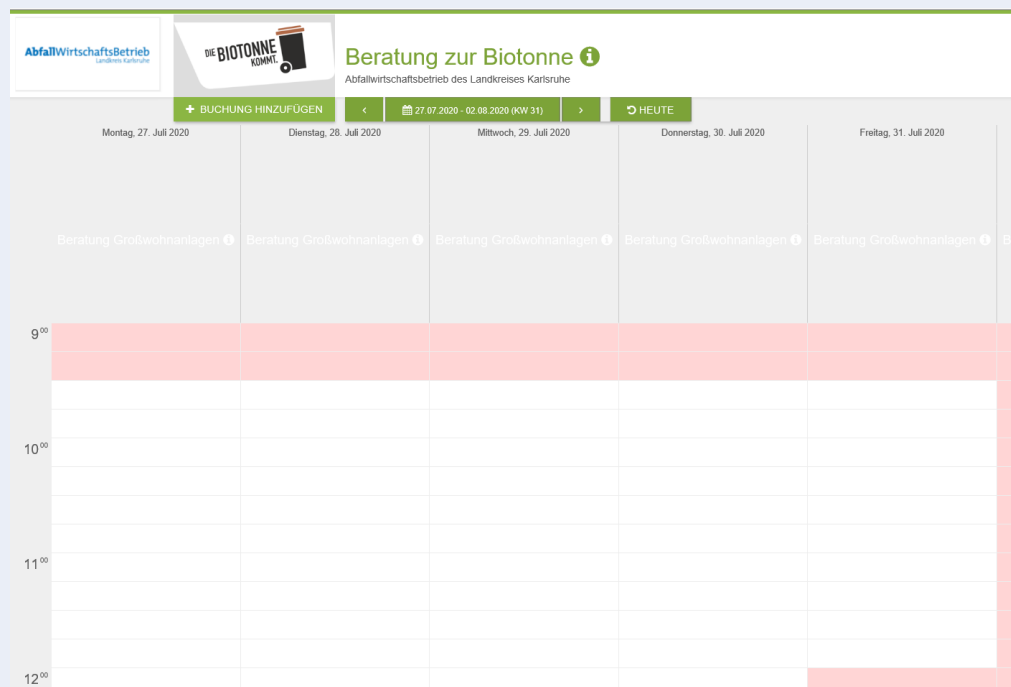 AbfallWirtschaftsBetrieb
Landkreis Karlsruhe
DIE BIOTONNE
KOMMT.
Beratung zur Biotonne
Abfallwirtschaftsbetrieb des Landkreises Karlsruhe
+ BUCHUNG HINZUFÜGEN
< 27.07.2020 - 02.08.2020 (KW 31) > HEUTE
Montag, 27. Juli 2020 Dienstag, 28. Juli 2020 Mittwoch, 29. Juli 2020 Donnerstag, 30. Juli 2020 Freitag, 31. Juli 2020
Beratung Großwohnanlagen Beratung Großwohnanlagen Beratung Großwohnanlagen Beratung Großwohnanlagen Beratung Großwohnanlagen
9⁰⁰
10⁰⁰
11⁰⁰
12⁰⁰